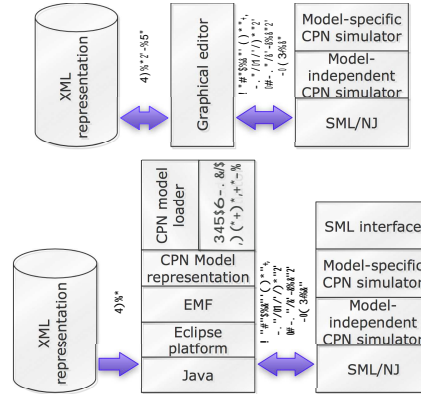 XML
representation
Graphical editor
Model-specific
CPN simulator
Model-
independent
CPN simulator
SML/NJ
XML
representation
CPN model
loader
CPN Model
representation
EMF
Eclipse
platform
Java
SML interface
Model-specific
CPN simulator
Model-
independent
CPN simulator
SML/NJ